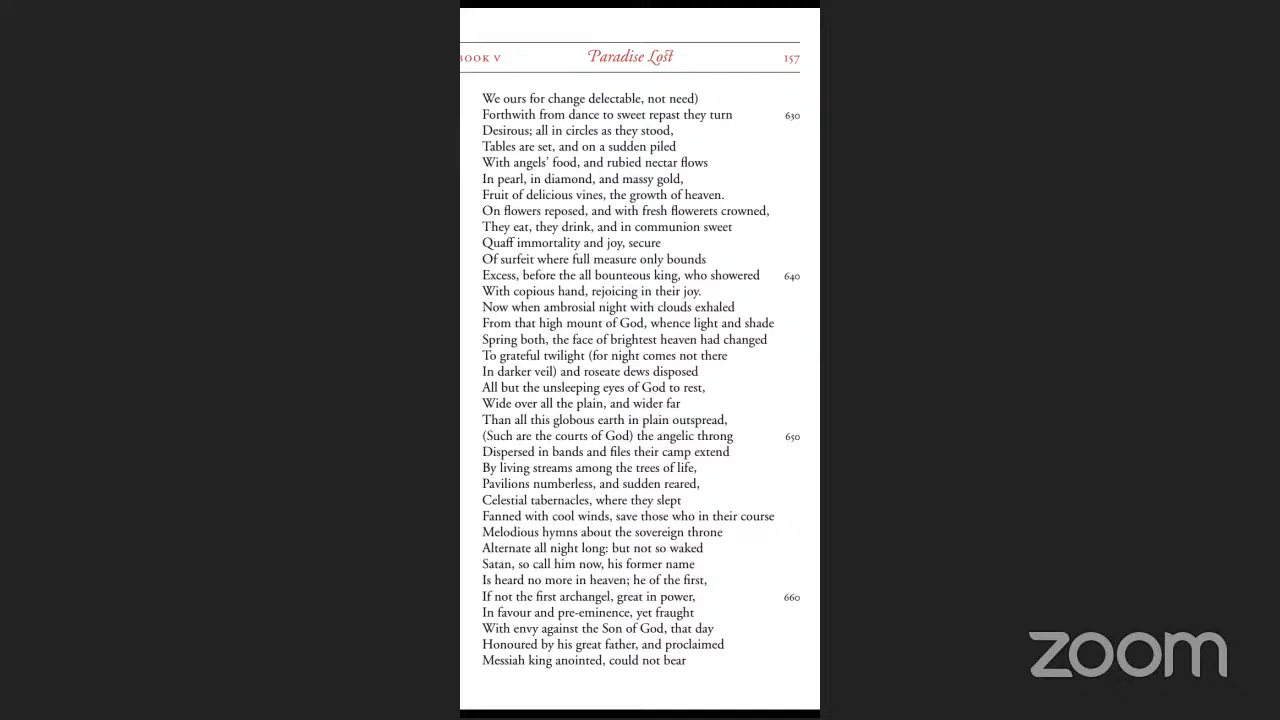 BOOK V Paradise Lost 157
We ours for change delectable, not need)
Forthwith from dance to sweet repast they turn 630
Desirous; all in circles as they stood,
Tables are set, and on a sudden piled
With angels’ food, and rubied nectar flows
In pearl, in diamond, and massy gold,
Fruit of delicious vines, the growth of heaven.
On flowers reposed, and with fresh flowerets crowned,
They eat, they drink, and in communion sweet
Quaff immortality and joy, secure
Of surfeit where full measure only bounds
Excess, before the all bounteous king, who showered 640
With copious hand, rejoicing in their joy.
Now when ambrosial night with clouds exhaled
From that high mount of God, whence light and shade
Spring both, the face of brightest heaven had changed
To grateful twilight (for night comes not there
In darker veil) and roseate dews disposed
All but the unsleeping eyes of God to rest,
Wide over all the plain, and wider far
Than all this globous earth in plain outspread,
(Such are the courts of God) the angelic throng 650
Dispersed in bands and files their camp extend
By living streams among the trees of life,
Pavilions numberless, and sudden reared,
Celestial tabernacles, where they slept
Fanned with cool winds, save those who in their course
Melodious hymns about the sovereign throne
Alternate all night long: but not so waked
Satan, so call him now, his former name
Is heard no more in heaven; he of the first,
If not the first archangel, great in power, 660
In favour and pre-eminence, yet fraught
With envy against the Son of God, that day
Honoured by his great father, and proclaimed
Messiah king anointed, could not bear
zoom